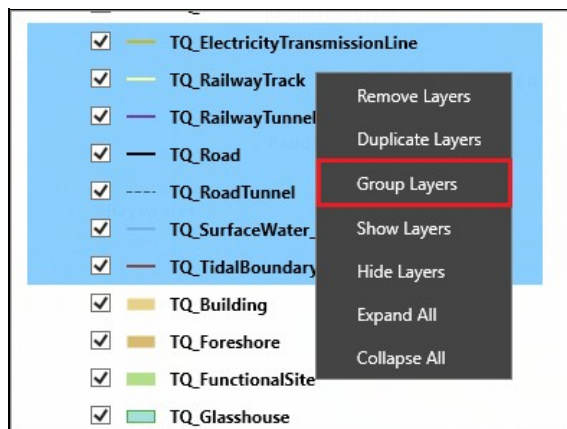 TQ_ElectricityTransmissionLine
TQ_RailwayTrack
TQ_RailwayTunnel
TQ_Road
TQ_RoadTunnel
TQ_SurfaceWater_
TQ_TidalBoundary
TQ_Building
TQ_Foreshore
TQ_FunctionalSite
TQ_Glasshouse
Remove Layers
Duplicate Layers
Group Layers
Show Layers
Hide Layers
Expand All
Collapse All